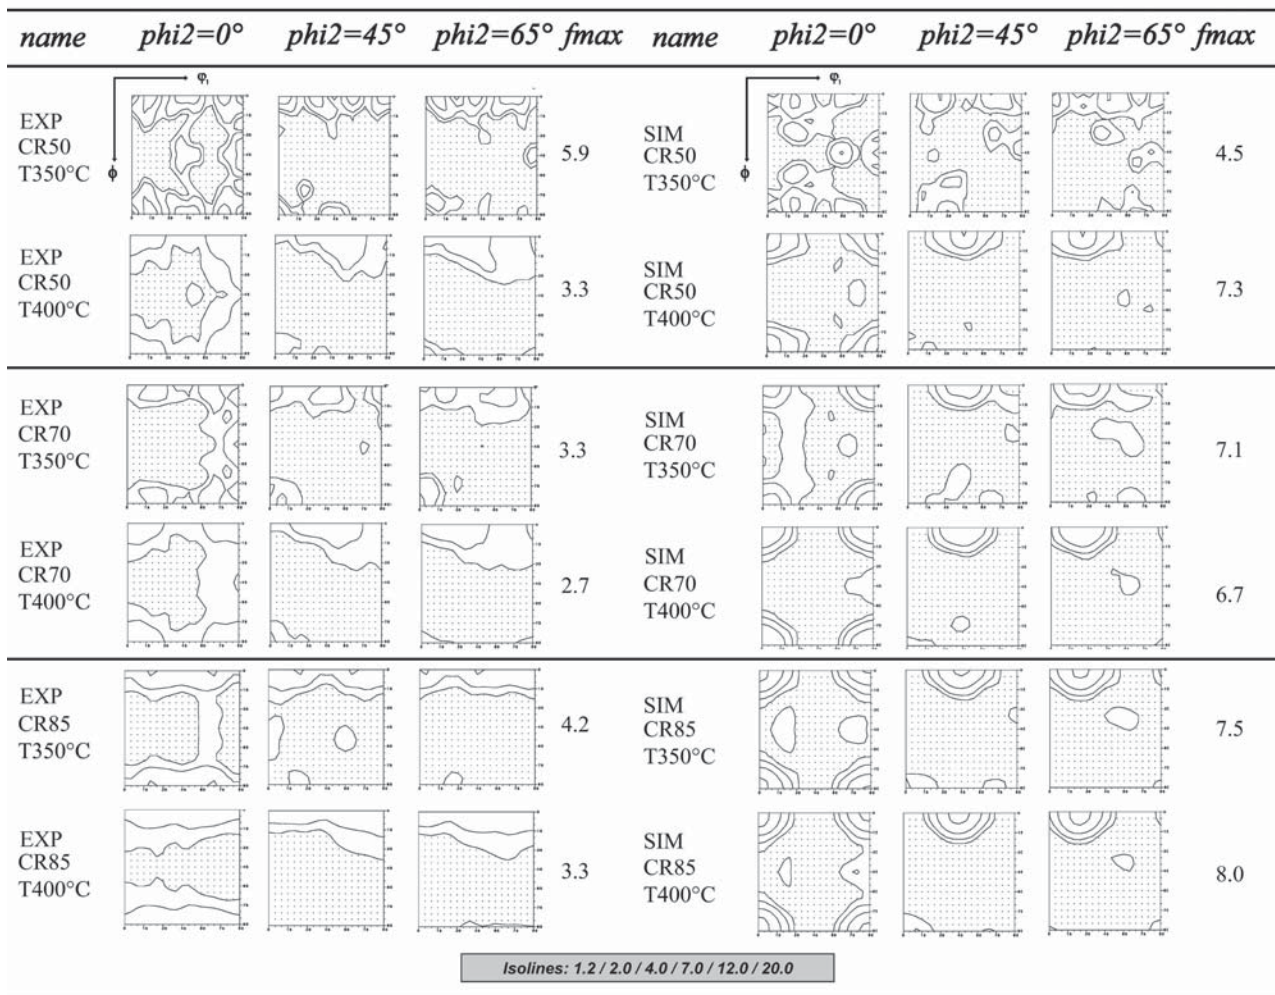 name phi2=0° phi2=45° phi2=65° fmax name phi2=0° phi2=45° phi2=65° fmax
φ₁ φ₁
EXP
CR50
T350°C
ϕ
5.9
SIM
CR50
T350°C
ϕ
4.5
EXP
CR50
T400°C
3.3
SIM
CR50
T400°C
7.3
EXP
CR70
T350°C
3.3
SIM
CR70
T350°C
7.1
EXP
CR70
T400°C
2.7
SIM
CR70
T400°C
6.7
EXP
CR85
T350°C
4.2
SIM
CR85
T350°C
7.5
EXP
CR85
T400°C
3.3
SIM
CR85
T400°C
8.0
Isolines: 1.2 / 2.0 / 4.0 / 7.0 / 12.0 / 20.0